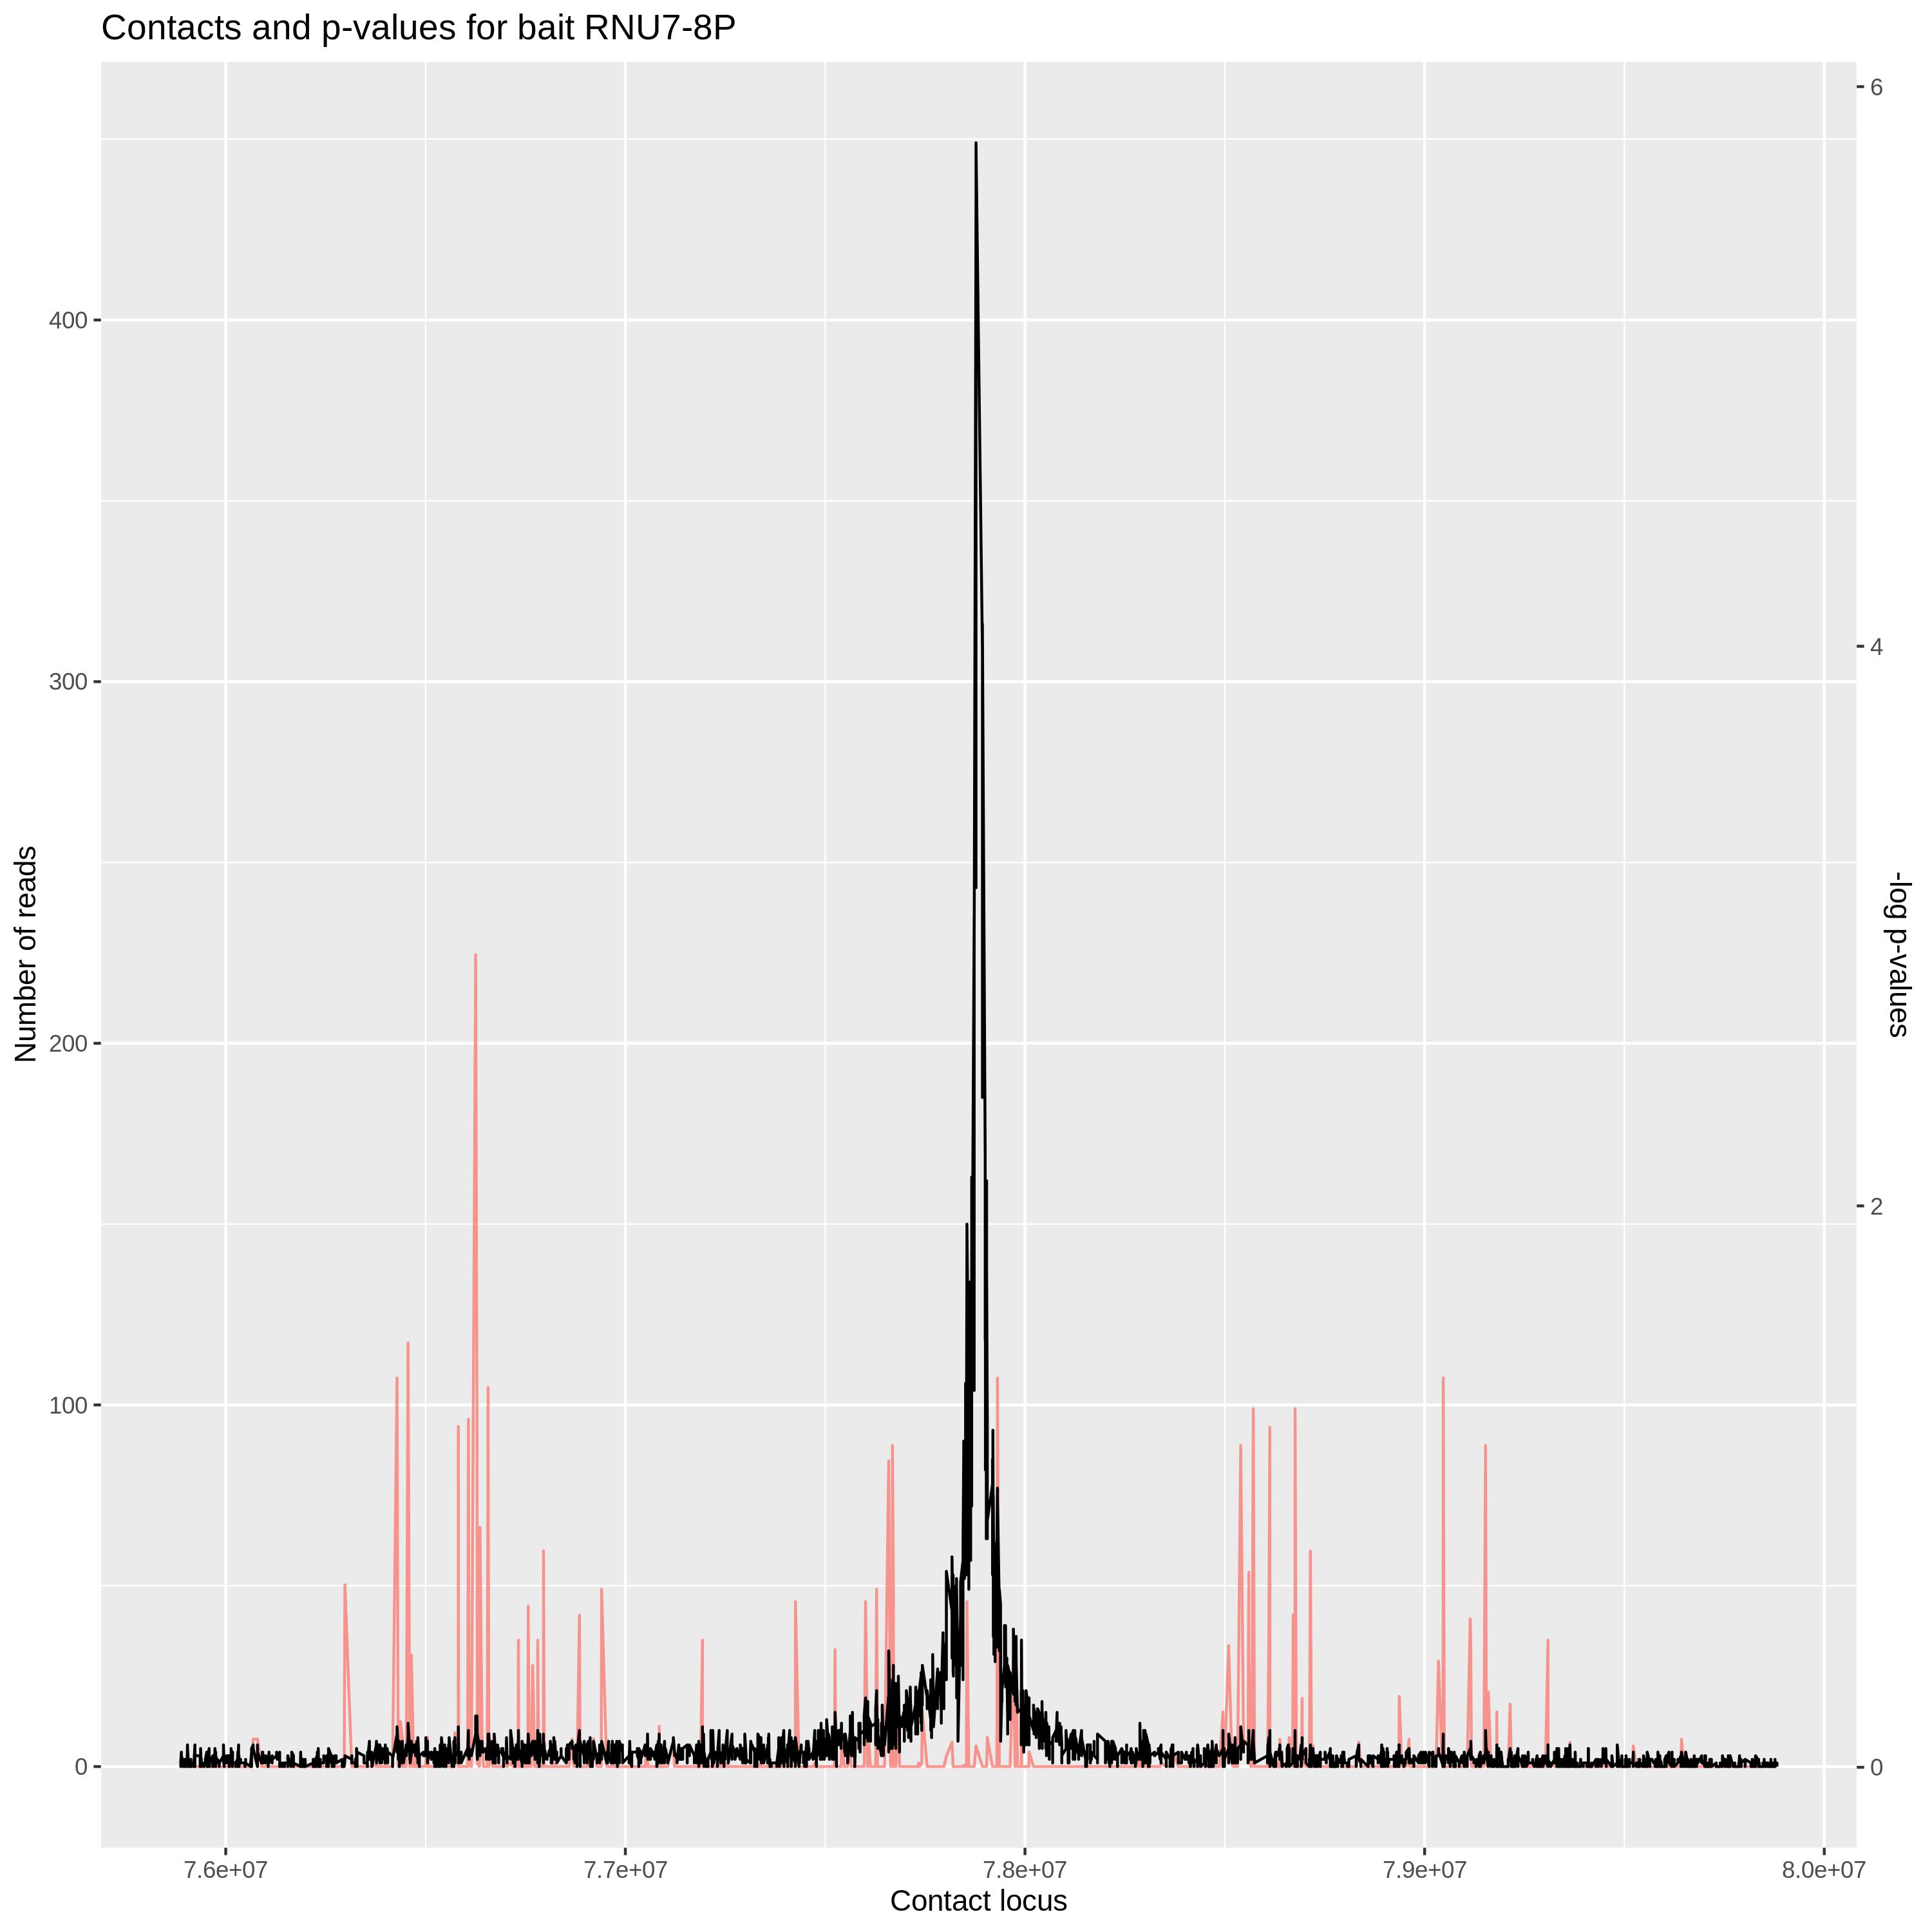 Contacts and p-values for bait RNU7-8P
6
400
300
200
100
0
4
2
0
Number of reads
-log p-values
7.6e+07
7.7e+07
7.8e+07
7.9e+07
8.0e+07
Contact locus